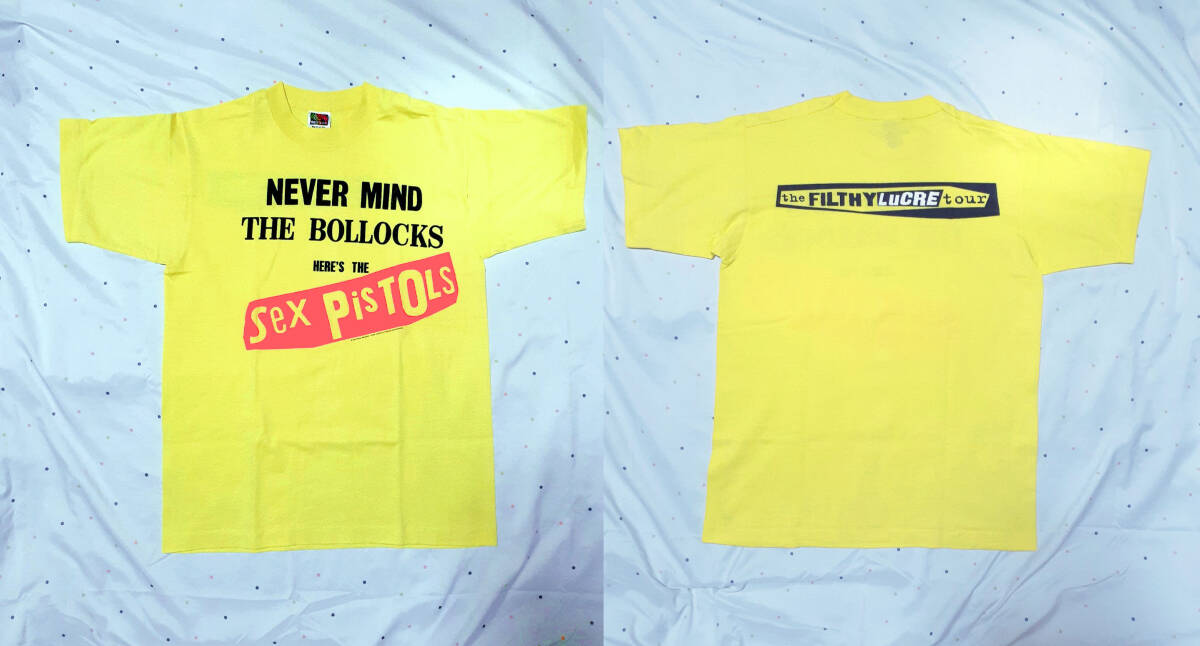 NEVER MIND
THE BOLLOCKS
HERE'S THE
Sex PisTOLs
the FILTHY LuCRE tour